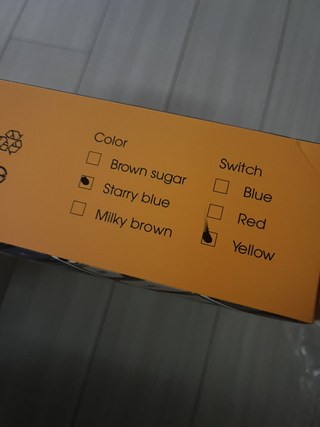 Color
Brown sugar
Starry blue
Milky brown
Switch
Blue
Red
Yellow